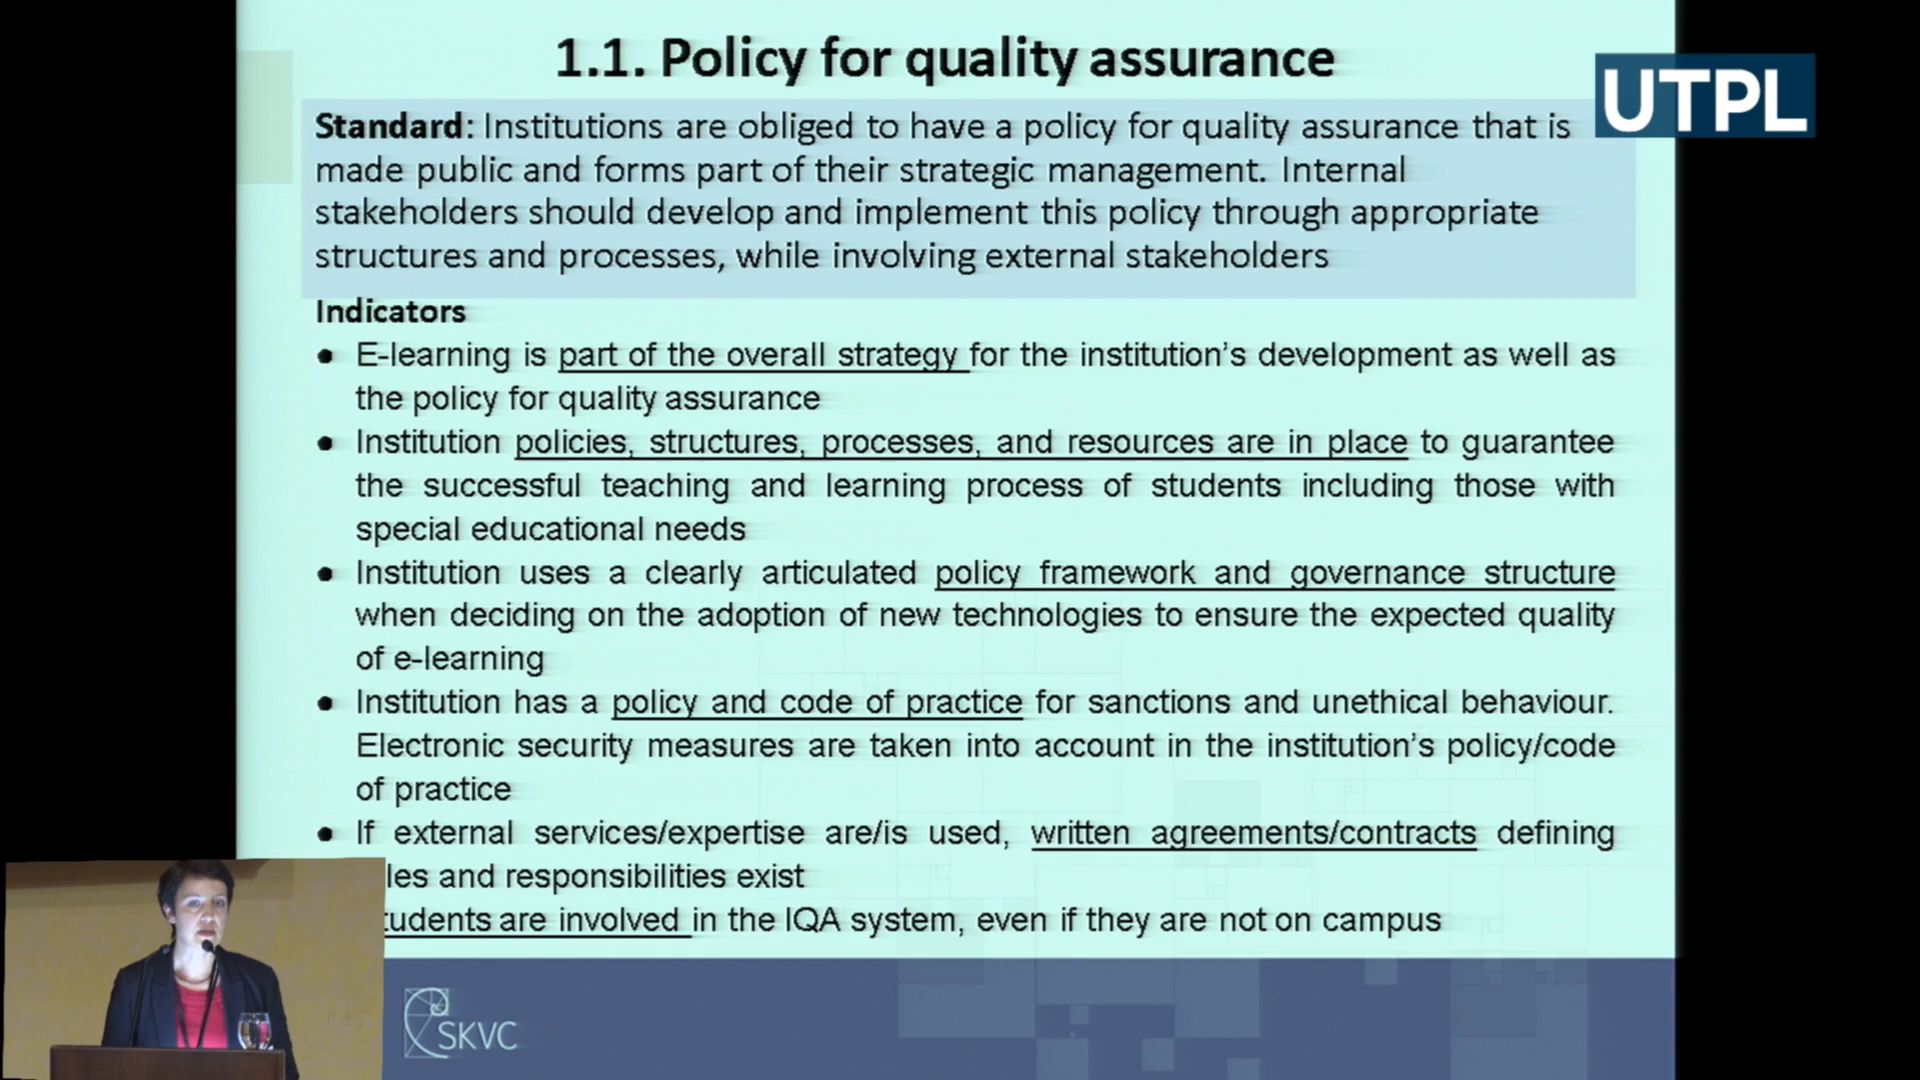 1.1. Policy for quality assurance
UTPL
Standard: Institutions are obliged to have a policy for quality assurance that is
made public and forms part of their strategic management. Internal
stakeholders should develop and implement this policy through appropriate
structures and processes, while involving external stakeholders
Indicators
● E-learning is part of the overall strategy for the institution’s development as well as
the policy for quality assurance
● Institution policies, structures, processes, and resources are in place to guarantee
the successful teaching and learning process of students including those with
special educational needs
● Institution uses a clearly articulated policy framework and governance structure
when deciding on the adoption of new technologies to ensure the expected quality
of e-learning
● Institution has a policy and code of practice for sanctions and unethical behaviour.
Electronic security measures are taken into account in the institution’s policy/code
of practice
● If external services/expertise are/is used, written agreements/contracts defining
les and responsibilities exist
tudents are involved in the IQA system, even if they are not on campus
SKVC